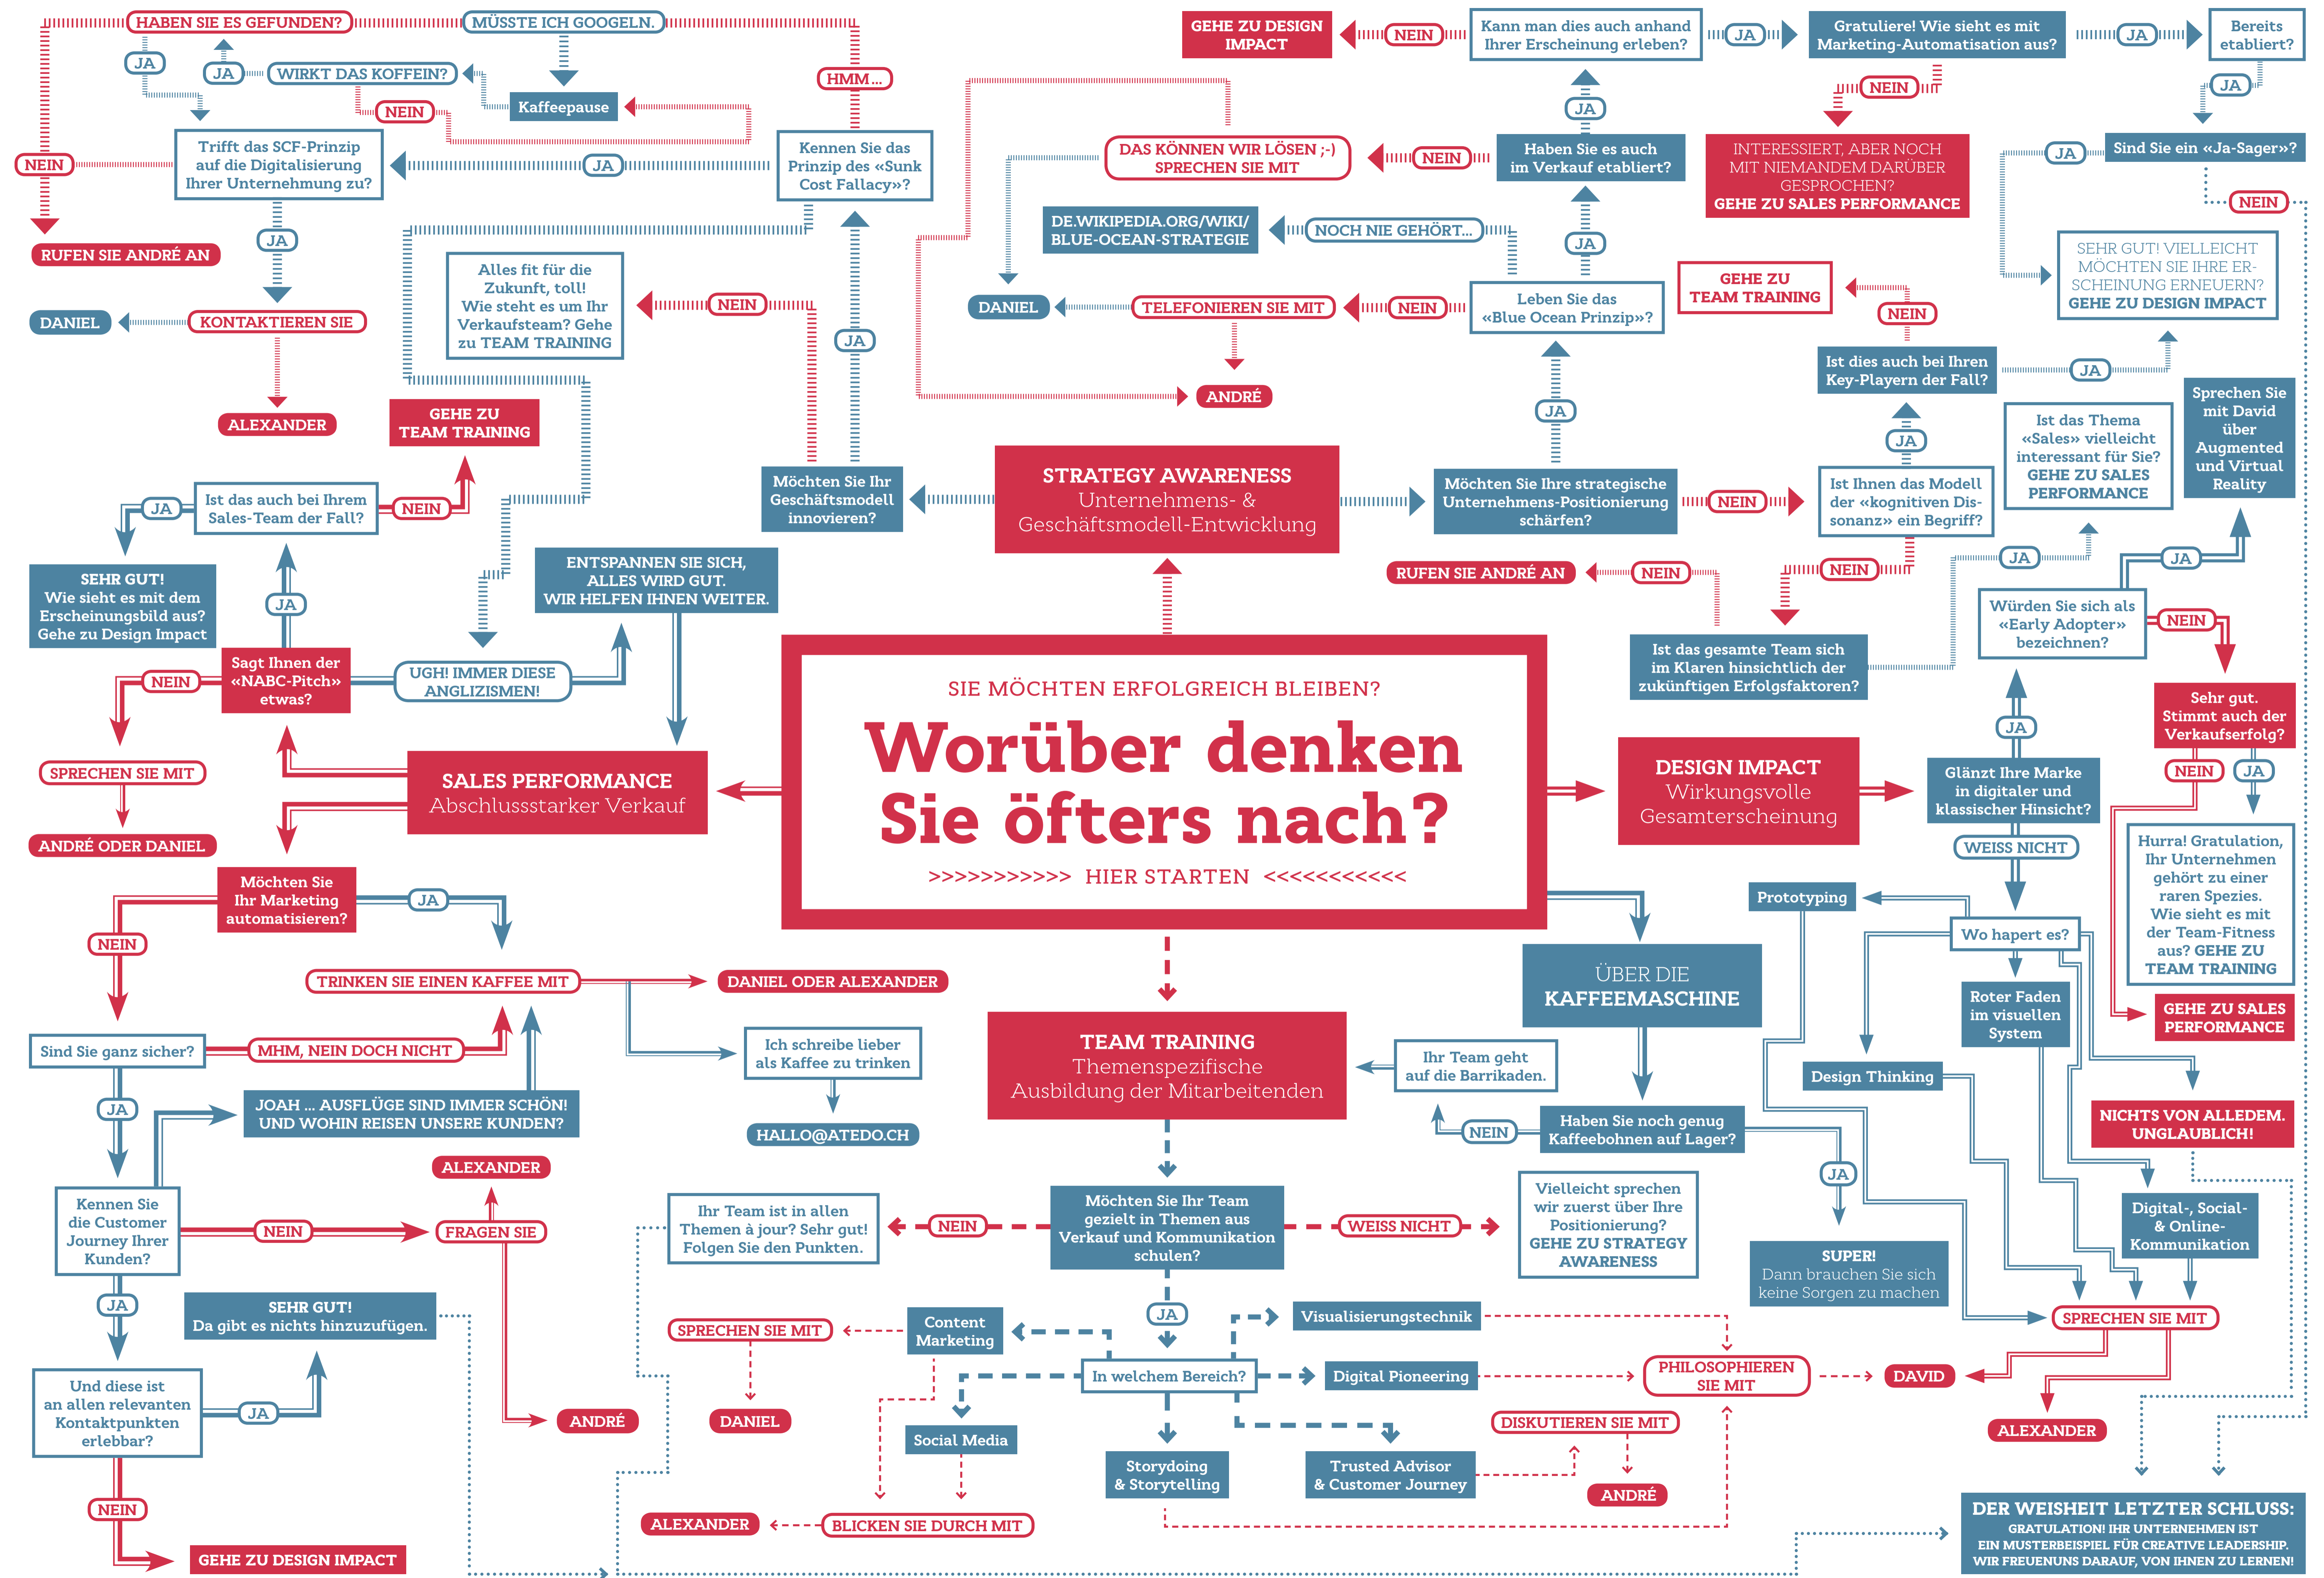 HABEN SIE ES GEFUNDEN?
MÜSSTE ICH GOOGELN.
JA
JA
WIRKT DAS KOFFEIN?
HMM ...
NEIN
Kaffeepause
NEIN
Trifft das SCF-Prinzip
auf die Digitalisierung
Ihrer Unternehmung zu?
JA
Kennen Sie das
Prinzip des «Sunk
Cost Fallacy»?
RUFEN SIE ANDRÉ AN
JA
DANIEL
KONTAKTIEREN SIE
ALEXANDER
Alles fit für die
Zukunft, toll!
Wie steht es um Ihr
Verkaufsteam? Gehe
zu TEAM TRAINING
NEIN
JA
GEHE ZU
TEAM TRAINING
Möchten Sie Ihr
Geschäftsmodell
innovieren?
GEHE ZU DESIGN
IMPACT
NEIN
Kann man dies auch anhand
Ihrer Erscheinung erleben?
JA
Gratuliere! Wie sieht es mit
Marketing-Automatisation aus?
JA
Bereits
etabliert?
JA
NEIN
JA
DAS KÖNNEN WIR LÖSEN ;-)
SPRECHEN SIE MIT
NEIN
Haben Sie es auch
im Verkauf etabliert?
INTERESSIERT, ABER NOCH
MIT NIEMANDEM DARÜBER
GESPROCHEN?
GEHE ZU SALES PERFORMANCE
JA
Sind Sie ein «Ja-Sager»?
NEIN
DE.WIKIPEDIA.ORG/WIKI/
BLUE-OCEAN-STRATEGIE
NOCH NIE GEHÖRT...
JA
SEHR GUT! VIELLEICHT
MÖCHTEN SIE IHRE ER-
SCHEINUNG ERNEUERN?
GEHE ZU DESIGN IMPACT
DANIEL
TELEFONIEREN SIE MIT
NEIN
Leben Sie das
«Blue Ocean Prinzip»?
GEHE ZU
TEAM TRAINING
NEIN
ANDRÉ
JA
Ist dies auch bei Ihren
Key-Playern der Fall?
JA
JA
Ist das Thema
«Sales» vielleicht
interessant für Sie?
GEHE ZU SALES
PERFORMANCE
Sprechen Sie
mit David
über
Augmented
und Virtual
Reality
STRATEGY AWARENESS
Unternehmens- &
Geschäftsmodell-Entwicklung
Möchten Sie Ihre strategische
Unternehmens-Positionierung
schärfen?
NEIN
Ist Ihnen das Modell
der «kognitiven Dis-
sonanz» ein Begriff?
RUFEN SIE ANDRÉ AN
NEIN
NEIN
JA
JA
Ist das gesamte Team sich
im Klaren hinsichtlich der
zukünftigen Erfolgsfaktoren?
Würden Sie sich als
«Early Adopter»
bezeichnen?
NEIN
JA
Ist das auch bei Ihrem
Sales-Team der Fall?
NEIN
SEHR GUT!
Wie sieht es mit dem
Erscheinungsbild aus?
Gehe zu Design Impact
JA
ENTSPANNEN SIE SICH,
ALLES WIRD GUT.
WIR HELFEN IHNEN WEITER.
NEIN
Sagt Ihnen der
«NABC-Pitch»
etwas?
UGH! IMMER DIESE
ANGLIZISMEN!
SPRECHEN SIE MIT
ANDRÉ ODER DANIEL
SALES PERFORMANCE
Abschlussstarker Verkauf
SIE MÖCHTEN ERFOLGREICH BLEIBEN?
Worüber denken
Sie öfters nach?
>>>>>>>>>>> HIER STARTEN <<<<<<<<<<<
DESIGN IMPACT
Wirkungsvolle
Gesamterscheinung
JA
Glänzt Ihre Marke
in digitaler und
klassischer Hinsicht?
WEISS NICHT
Sehr gut.
Stimmt auch der
Verkaufserfolg?
NEIN
JA
Hurra! Gratulation,
Ihr Unternehmen
gehört zu einer
raren Spezies.
Wie sieht es mit
der Team-Fitness
aus? GEHE ZU
TEAM TRAINING
GEHE ZU SALES
PERFORMANCE
Möchten Sie
Ihr Marketing
automatisieren?
JA
NEIN
TRINKEN SIE EINEN KAFFEE MIT
DANIEL ODER ALEXANDER
Sind Sie ganz sicher?
MHM, NEIN DOCH NICHT
Ich schreibe lieber
als Kaffee zu trinken
HALLO@ATEDO.CH
JA
JOAH ... AUSFLÜGE SIND IMMER SCHÖN!
UND WOHIN REISEN UNSERE KUNDEN?
ALEXANDER
Kennen Sie
die Customer
Journey Ihrer
Kunden?
NEIN
FRAGEN SIE
JA
SEHR GUT!
Da gibt es nichts hinzuzufügen.
Und diese ist
an allen relevanten
Kontaktpunkten
erlebbar?
JA
ANDRÉ
NEIN
GEHE ZU DESIGN IMPACT
ÜBER DIE
KAFFEEMASCHINE
TEAM TRAINING
Themenspezifische
Ausbildung der Mitarbeitenden
Ihr Team geht
auf die Barrikaden.
NEIN
Haben Sie noch genug
Kaffeebohnen auf Lager?
JA
SUPER!
Dann brauchen Sie sich
keine Sorgen zu machen
Prototyping
Wo hapert es?
Roter Faden
im visuellen
System
Design Thinking
NICHTS VON ALLEDEM.
UNGLAUBLICH!
Digital-, Social-
& Online-
Kommunikation
SPRECHEN SIE MIT
DAVID
ALEXANDER
Ihr Team ist in allen
Themen à jour? Sehr gut!
Folgen Sie den Punkten.
NEIN
Möchten Sie Ihr Team
gezielt in Themen aus
Verkauf und Kommunikation
schulen?
WEISS NICHT
Vielleicht sprechen
wir zuerst über Ihre
Positionierung?
GEHE ZU STRATEGY
AWARENESS
JA
SPRECHEN SIE MIT
Content
Marketing
Visualisierungstechnik
DANIEL
In welchem Bereich?
Digital Pioneering
PHILOSOPHIEREN
SIE MIT
Social Media
DISKUTIEREN SIE MIT
Storydoing
& Storytelling
Trusted Advisor
& Customer Journey
ANDRÉ
ALEXANDER
BLICKEN SIE DURCH MIT
DER WEISHEIT LETZTER SCHLUSS:
GRATULATION! IHR UNTERNEHMEN IST
EIN MUSTERBEISPIEL FÜR CREATIVE LEADERSHIP.
WIR FREUENUNS DARAUF, VON IHNEN ZU LERNEN!